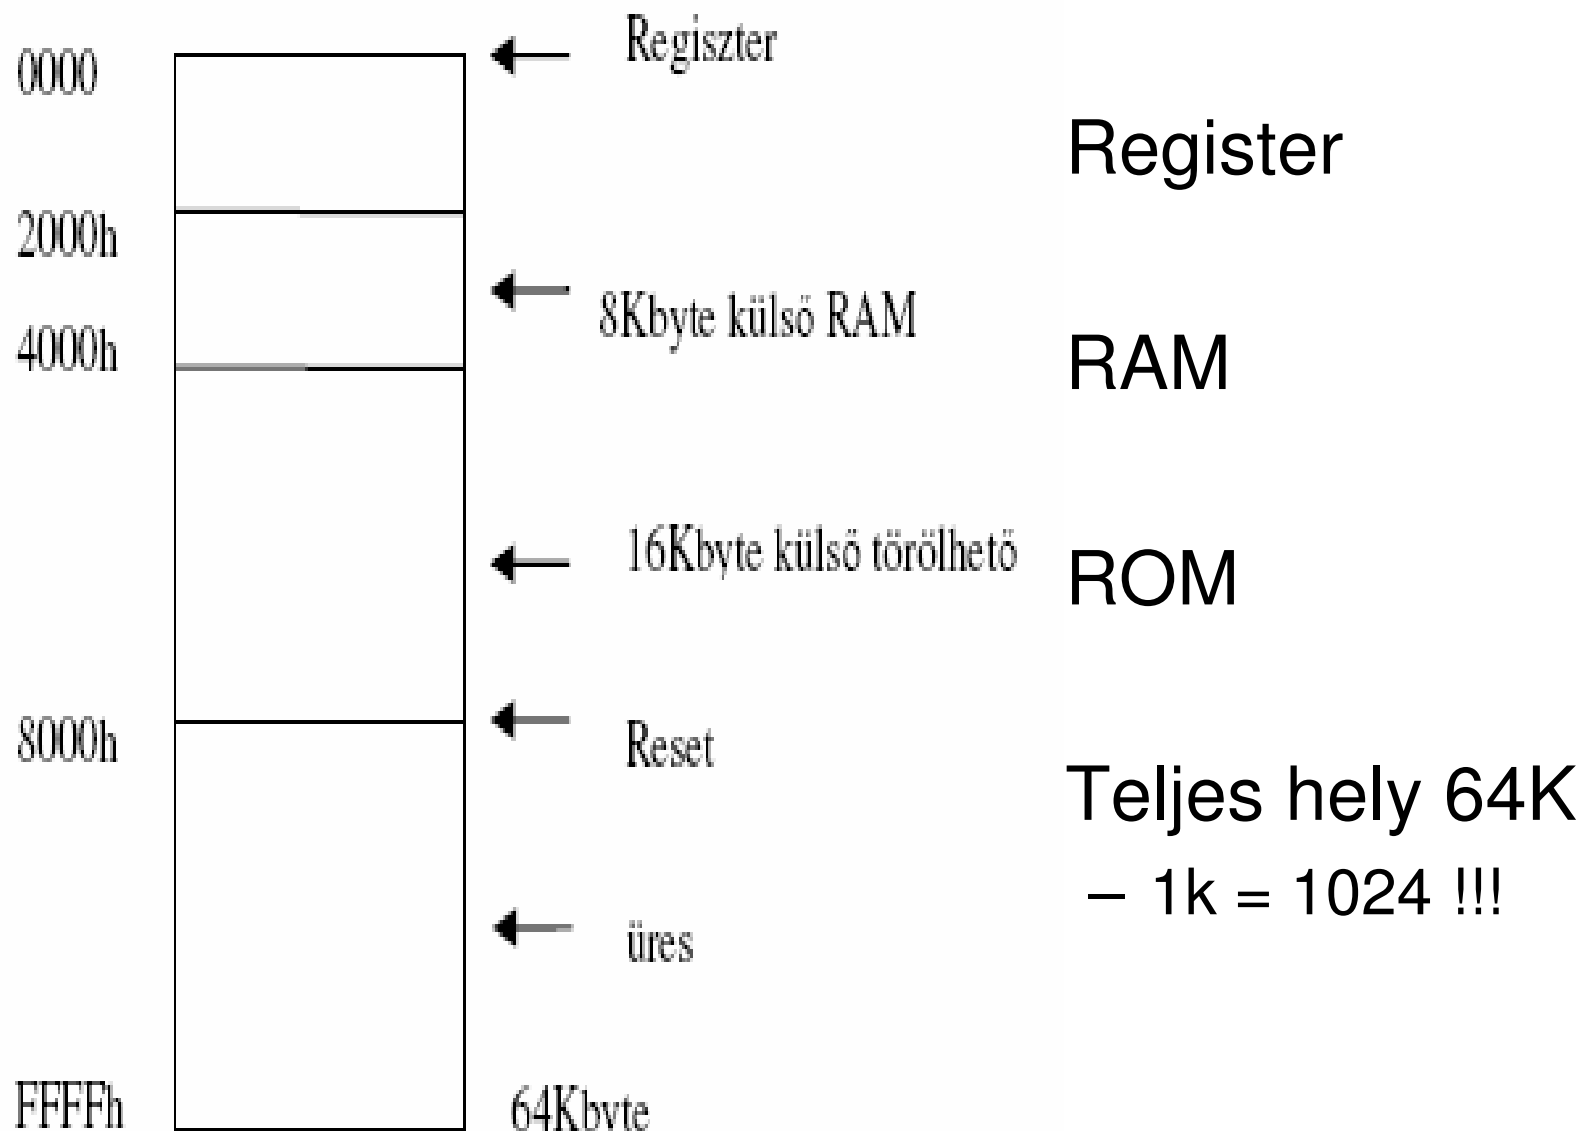 0000
Regiszter
Register
2000h
8Kbyte külső RAM
4000h
RAM
16Kbyte külső törölhető
ROM
8000h
Reset
Teljes hely 64K
– 1k = 1024 !!!
üres
FFFFh
64Kbyte